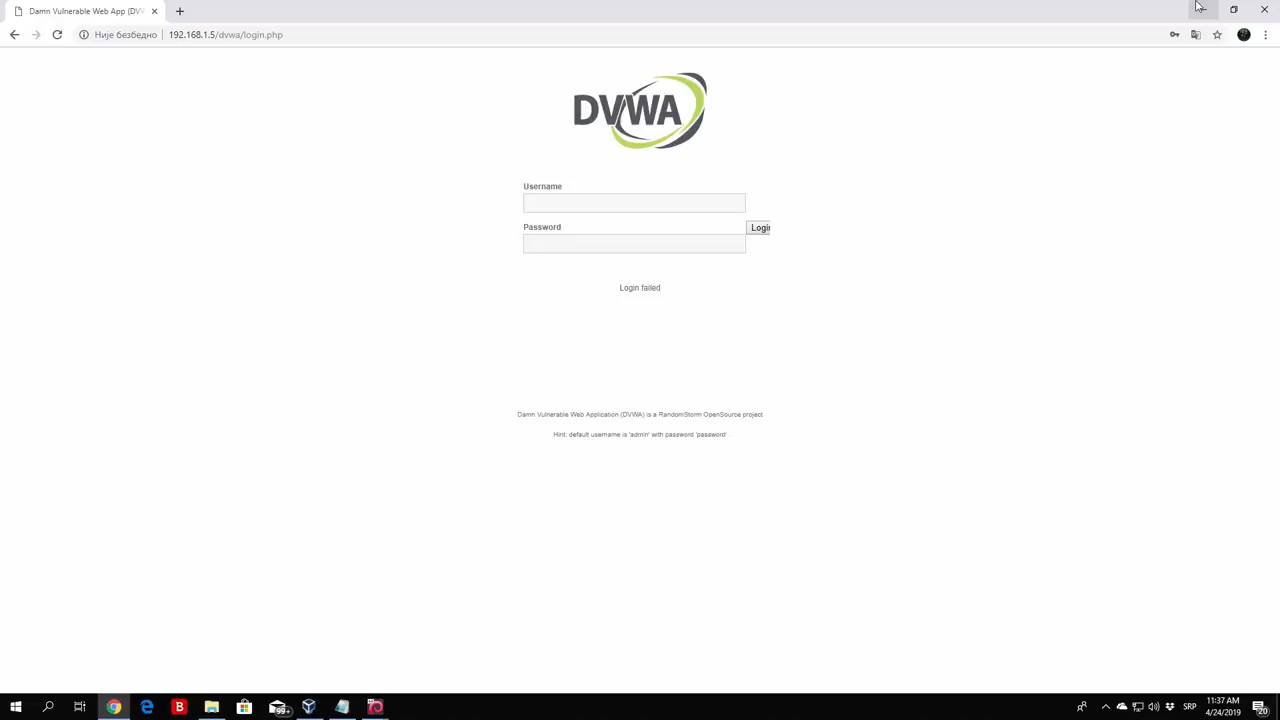 Damn Vulnerable Web App (DV
Није безбедно
192.168.1.5/dvwa/login.php
DVWA
Username
Password
Login
Login failed
Damn Vulnerable Web Application (DVWA) is a RandomStorm OpenSource project
Hint: default username is 'admin' with password 'password'
B
99+
SRP
11:37 AM
4/24/2019
20